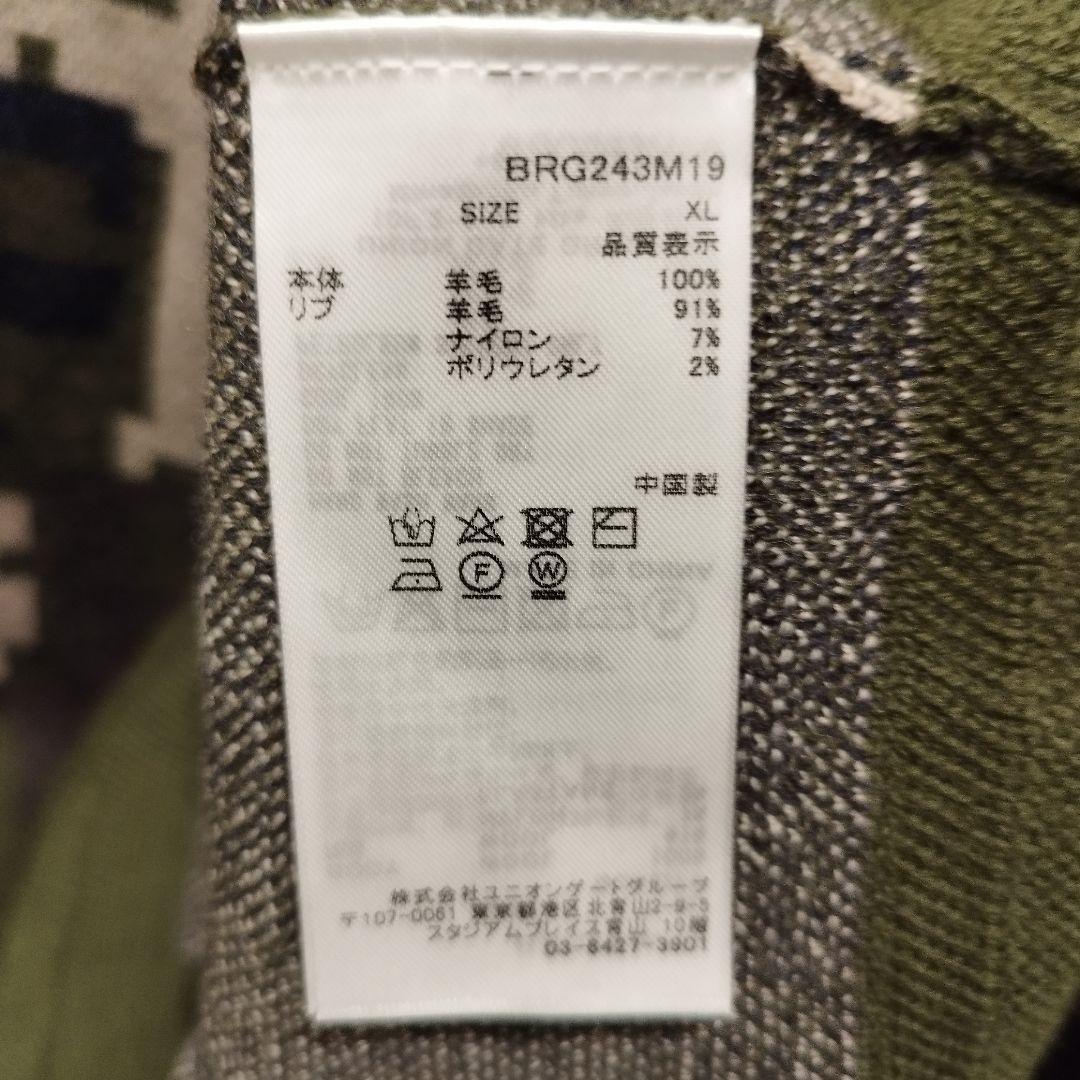 BRG243M19
SIZE XL
品質表示
本体 羊毛 100%
リブ 羊毛 91%
ナイロン 7%
ポリウレタン 2%
中国製
F W
株式会社ユニオンゲートグループ
〒107-0061 東京都港区北青山2-9-5
スタジアムプレイス青山 10階
03-6427-3901